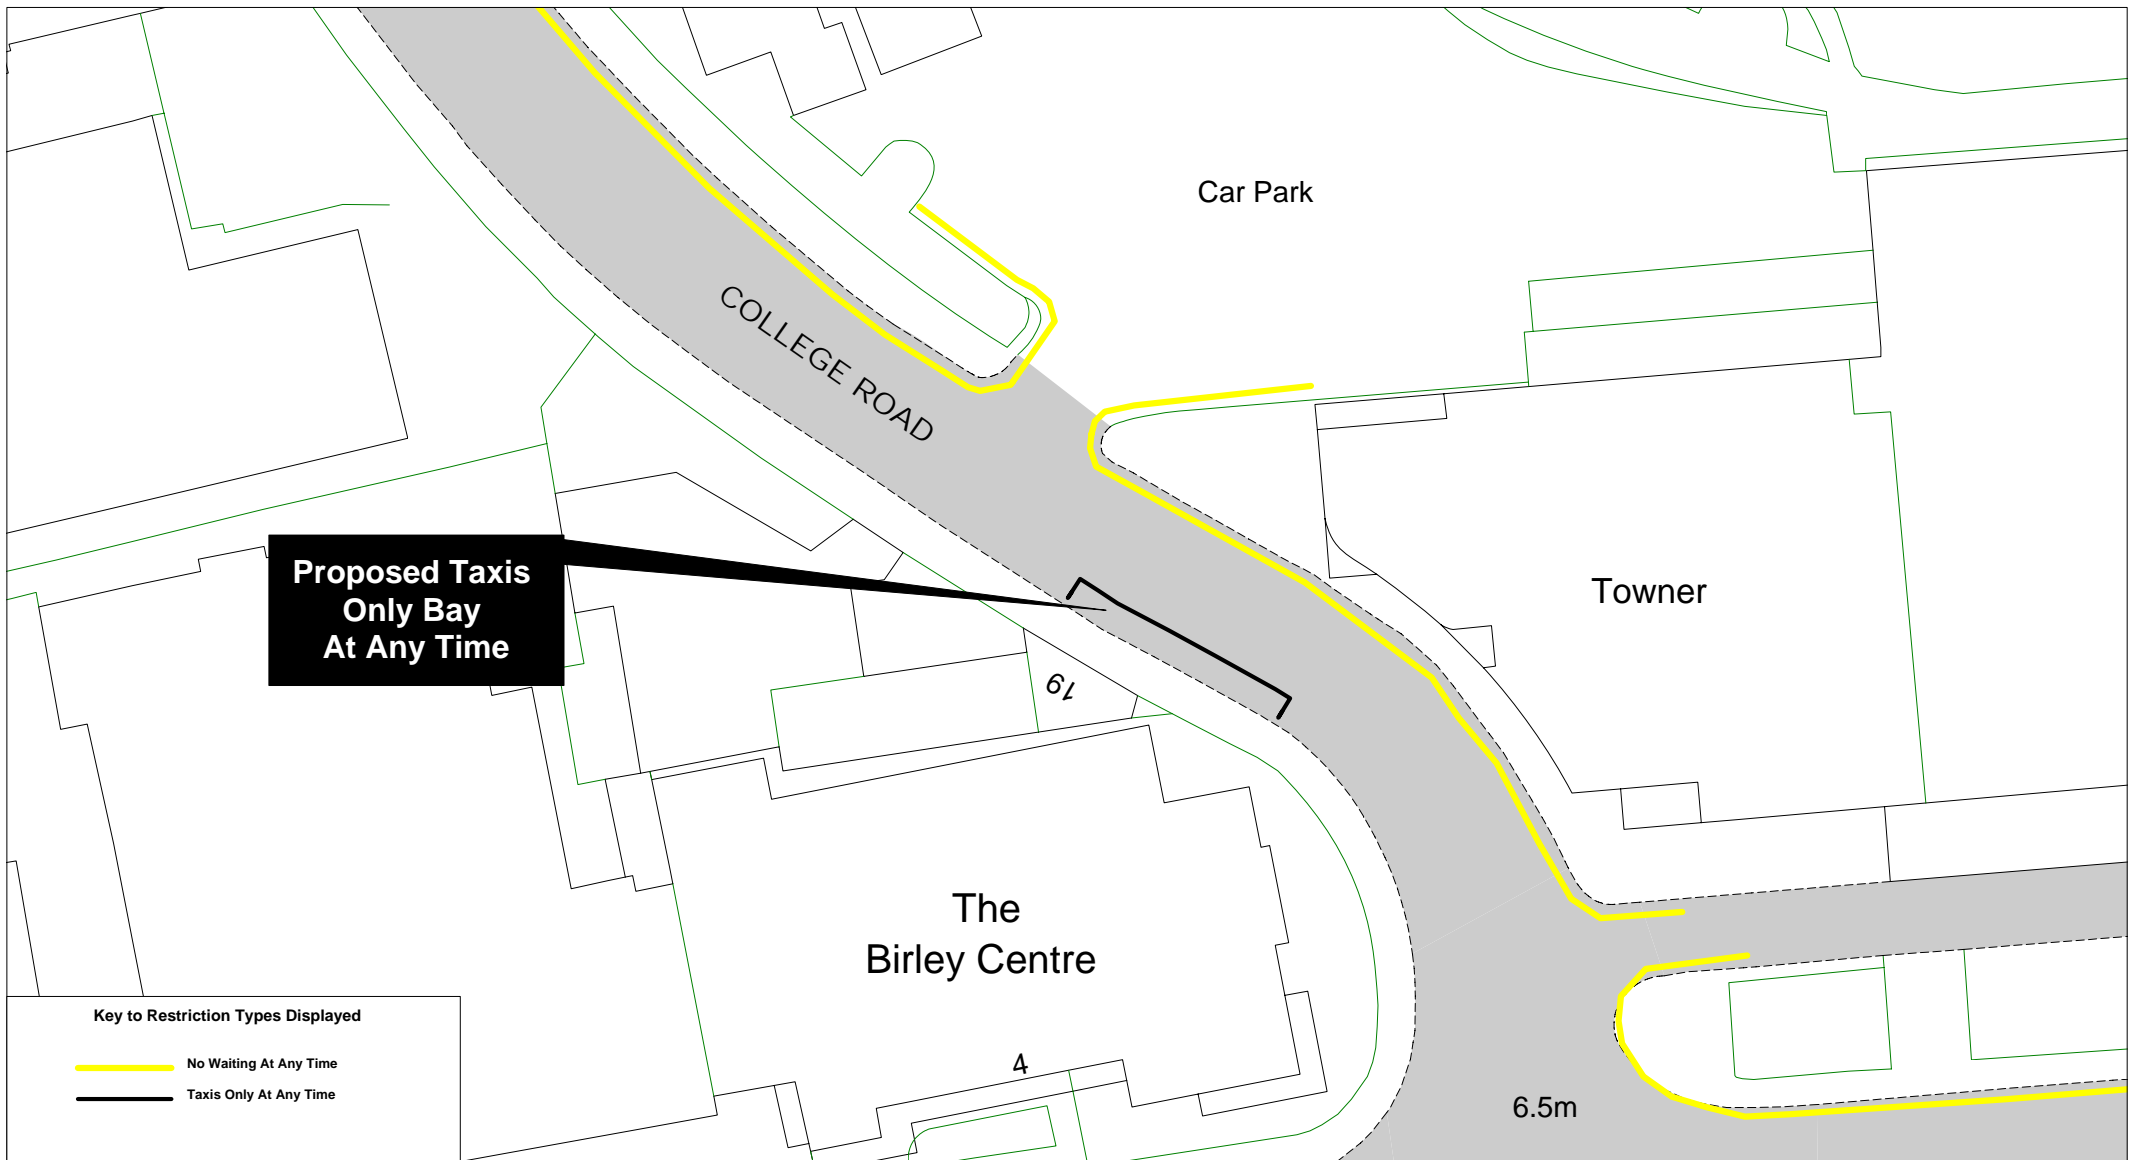 Car Park
COLLEGE ROAD
Proposed Taxis
Only Bay
At Any Time
Towner
19
The
Birley Centre
4
6.5m
Key to Restriction Types Displayed
No Waiting At Any Time
Taxis Only At Any Time